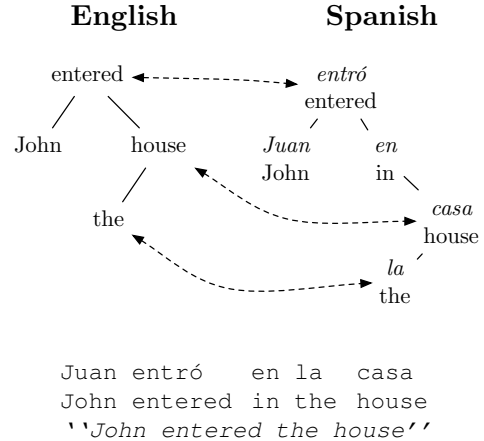 English Spanish
entered
entró
entered
John
house
Juan
John
en
in
the
casa
house
la
the
Juan entró en la casa
John entered in the house
‘‘John entered the house’’